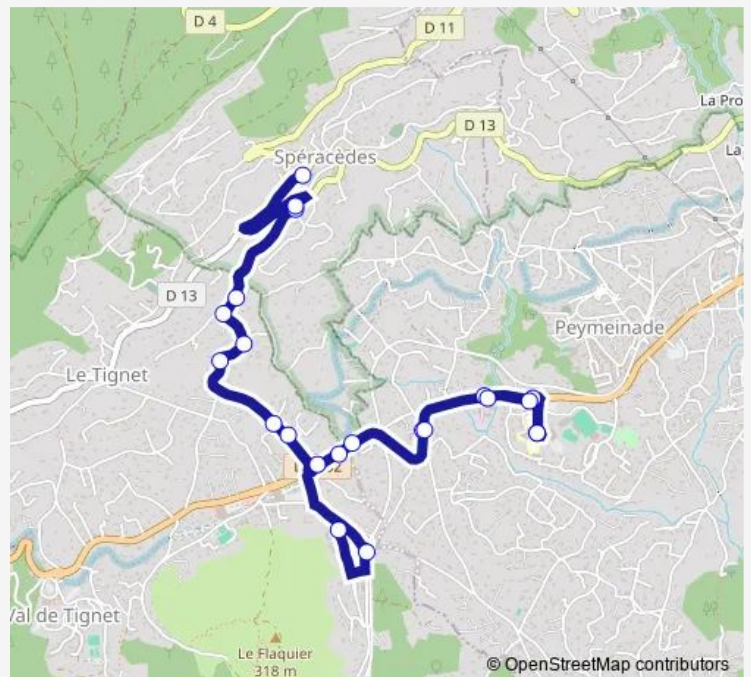 D 4
D 11
La Pro
D 13
La
Spéracèdes
D 13
Peymeinade
Le Tignet
Val de Tignet
Le Flaquier
318 m
© OpenStreetMap contributors